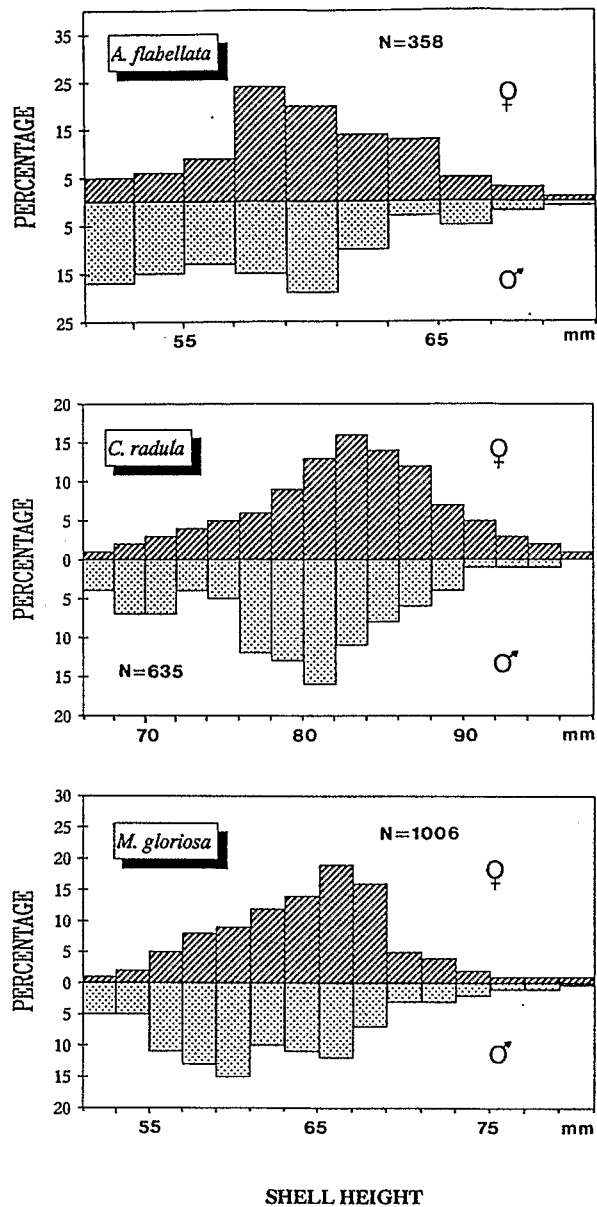 A. flabellata
N=358
♀
35
25
15
5
5
15
25
PERCENTAGE
♂
55 65 mm
C. radula
♀
20
15
10
5
0
5
10
15
20
PERCENTAGE
N=635
♂
70 80 90 mm
M. gloriosa
N=1006
♀
30
25
20
15
10
5
0
5
10
15
20
PERCENTAGE
♂
55 65 75 mm
SHELL HEIGHT